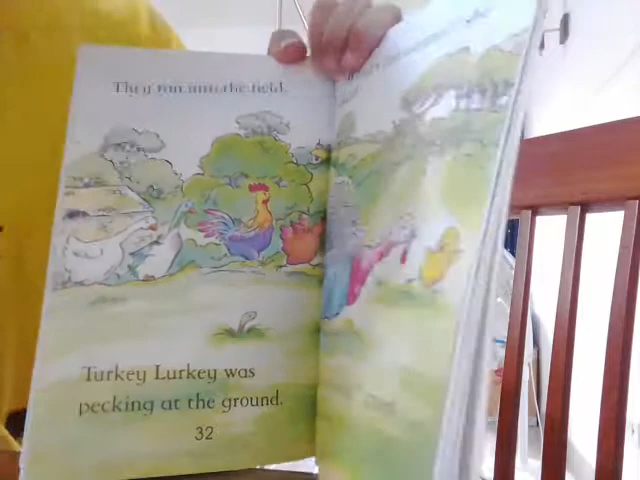 They ran into the field.
Turkey Lurkey was
pecking at the ground.
32